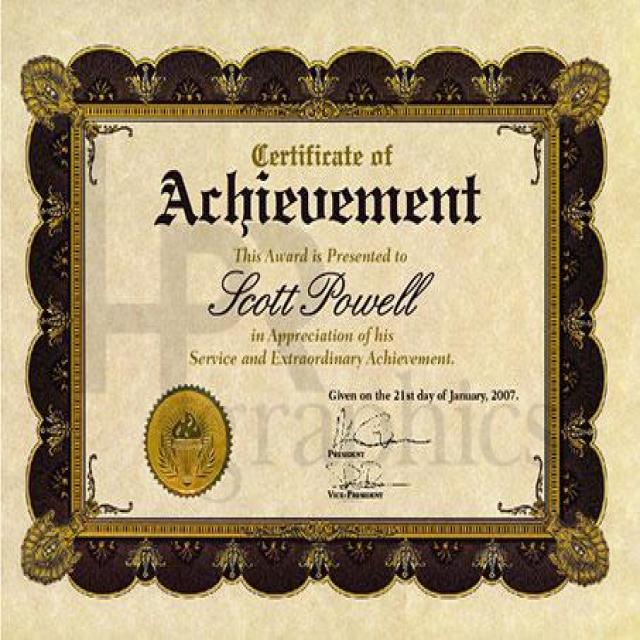 Certificate of
Achievement
This Award is Presented to
Scott Powell
in Appreciation of his
Service and Extraordinary Achievement.
Given on the 21st day of January, 2007.
President
Vice-President
HR
graphics